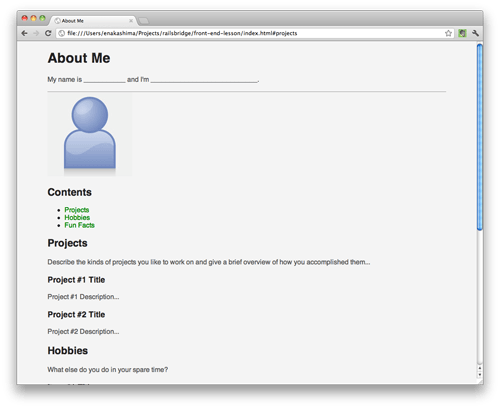 About Me
file:///Users/enakashima/Projects/railsbridge/front-end-lesson/index.html#projects
About Me
My name is ____________ and I'm ______________________________.
Contents
Projects
Hobbies
Fun Facts
Projects
Describe the kinds of projects you like to work on and give a brief overview of how you accomplished them...
Project #1 Title
Project #1 Description...
Project #2 Title
Project #2 Description...
Hobbies
What else do you do in your spare time?